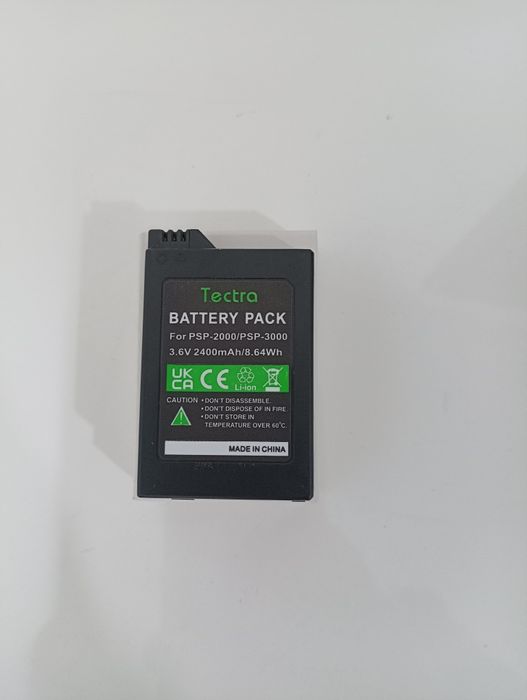 Tectra
BATTERY PACK
For PSP-2000/PSP-3000
3.6V 2400mAh/8.64Wh
UK
CA CE Li-ion
CAUTION • DON'T DISASSEMBLE.
• DON'T DISPOSE OF IN FIRE.
• DON'T STORE IN
TEMPERATURE OVER 60°C.
MADE IN CHINA